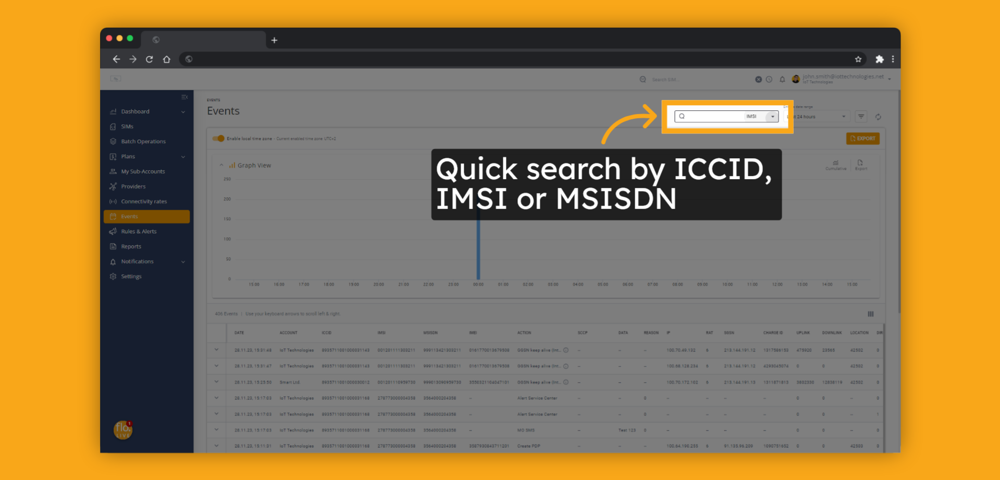 Search SIM...
john.smith@iottechnologies.net
IoT Technologies
Dashboard
SIMs
Batch Operations
Plans
My Sub-Accounts
Providers
Connectivity rates
Events
Rules & Alerts
Reports
Notifications
Settings
flo.
LIVE
1
EVENTS
Events
IMSI
date range
24 hours
Enable local time zone - Current enabled time zone UTC+2
EXPORT
Quick search by ICCID,
IMSI or MSISDN
Graph View
Cumulative
Export
250
200
150
100
50
0
15:00 16:00 17:00 18:00 19:00 20:00 21:00 22:00 23:00 00:00 01:00 02:00 03:00 04:00 05:00 06:00 07:00 08:00 09:00 10:00 11:00 12:00 13:00 14:00 15:00
406 Events | Use your keyboard arrows to scroll left & right.
DATE ACCOUNT ICCID IMSI MSISDN IMEI ACTION SCCP DATA REASON IP RAT SGSN CHARGE ID UPLINK DOWNLINK LOCATION DIR
28.11.23, 15:31:48 IoT Technologies 8935711001000031143 001201111303211 999113421303211 0161770013679508 GGSN keep alive (Int... – – – 100.70.49.132 6 213.144.191.12 1317586153 475920 23565 42502 0
28.11.23, 15:31:47 IoT Technologies 8935711001000031143 001201111303211 999113421303211 0161770013679508 GGSN keep alive (Int... – – – 100.68.128.234 6 213.144.191.12 4293045074 0 0 42502 0
28.11.23, 15:25:50 Smart Ltd. 8935711001000030012 001201110959730 999013090959730 3550321104047101 GGSN keep alive (Int... – – – 100.70.172.102 6 213.144.191.13 1311871813 3802330 12838119 42502 0
28.11.23, 15:17:03 IoT Technologies 8935711001000031168 278773000004358 3564000204358 – Alert Service Center – – 0 – – – – 0 0 – 0
28.11.23, 15:17:03 IoT Technologies 8935711001000031168 278773000004358 3564000204358 – Alert Service Center – – 0 – – – – 0 0 – 1
28.11.23, 15:17:03 IoT Technologies 8935711001000031168 278773000004358 3564000204358 – MO SMS – Test 123 0 – – – – 0 0 – 0
28.11.23, 15:11:31 IoT Technologies 8935711001000031168 278773000004358 3564000204358 3587930843711201 Create PDP – – – 100.64.190.255 6 91.135.96.209 1090751652 0 0 42503 0